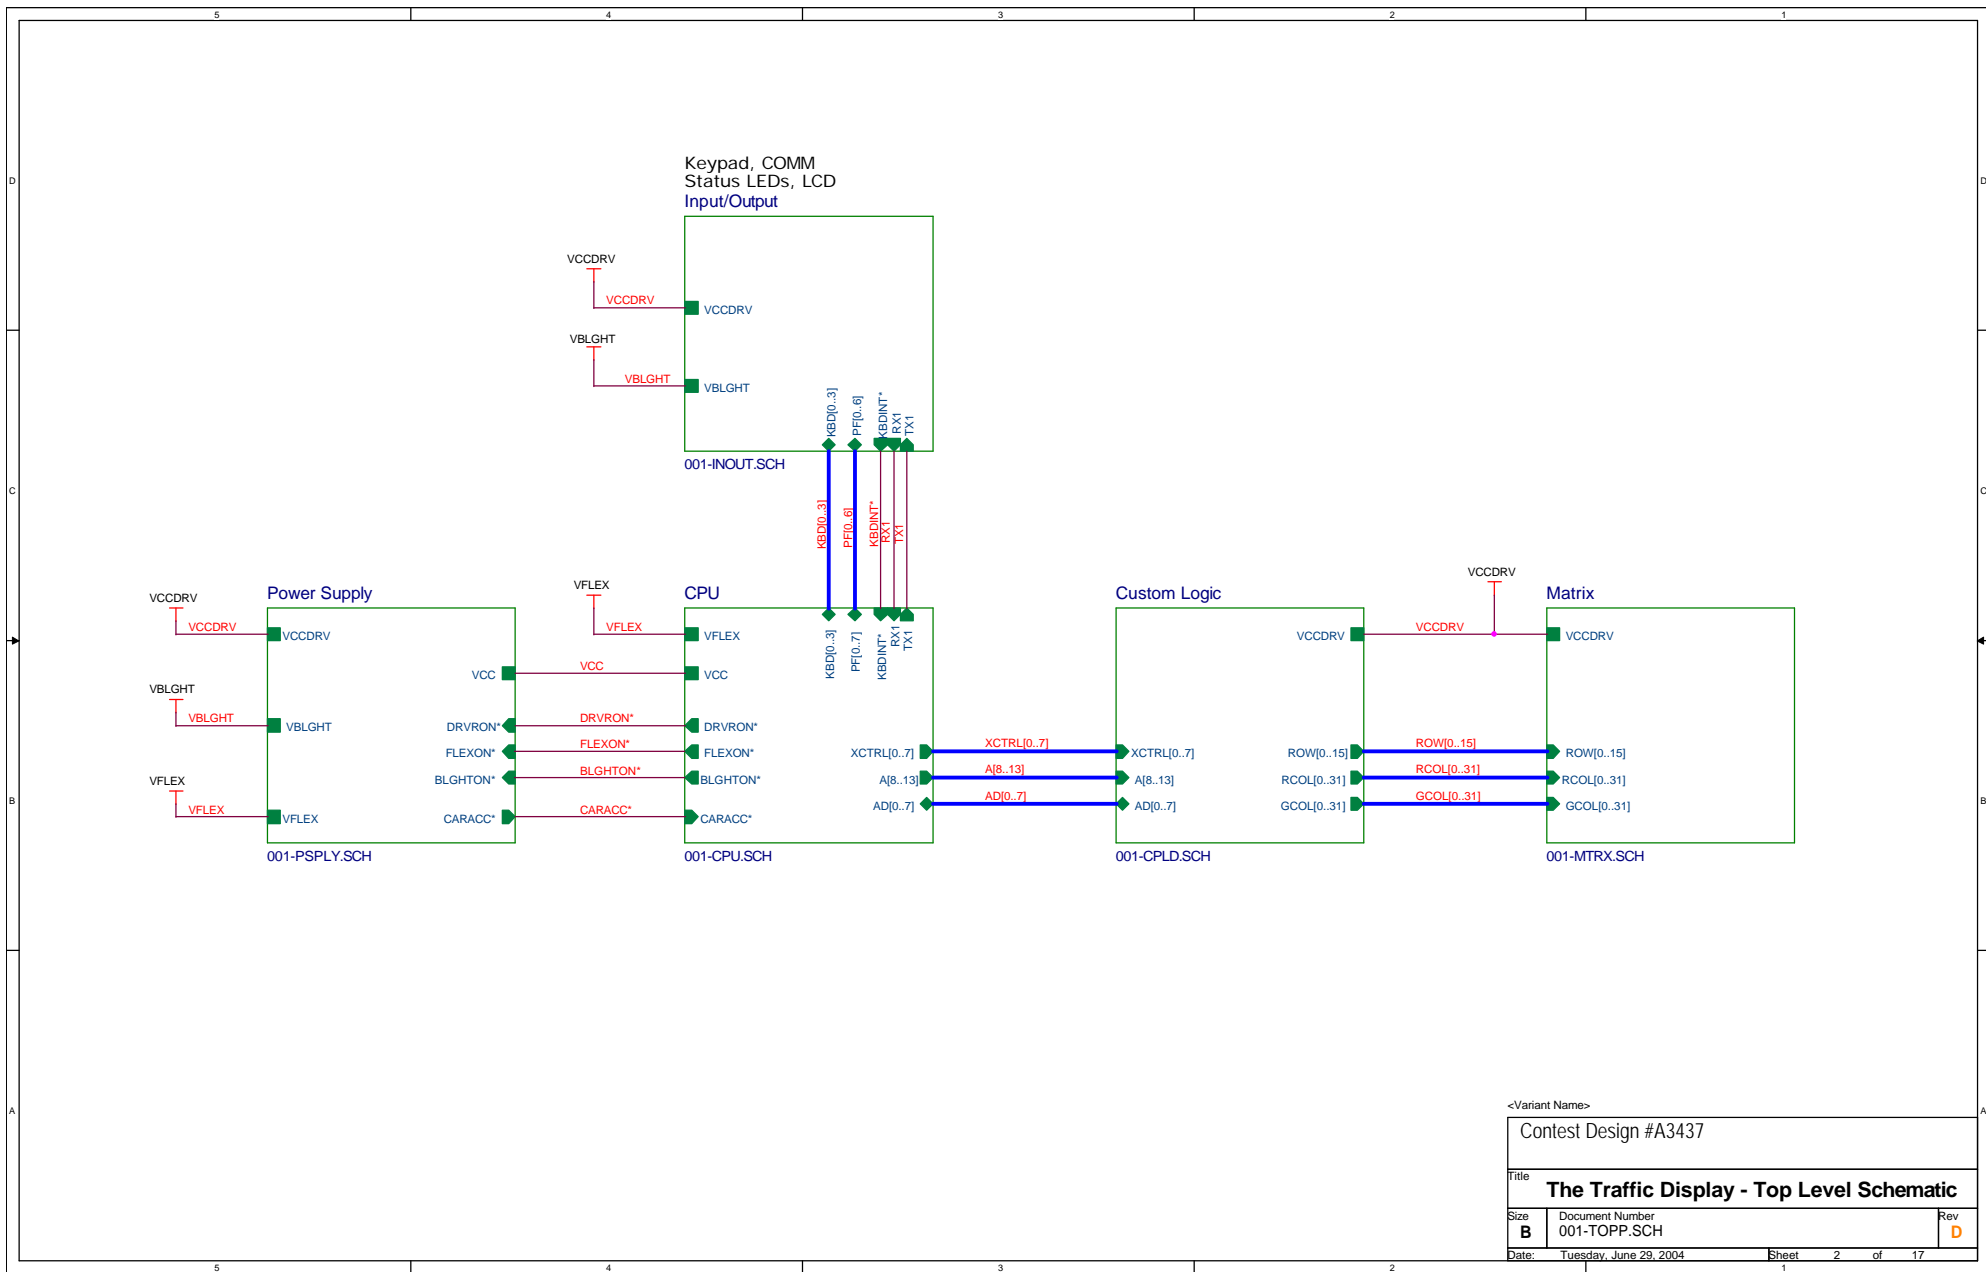 5 4 3 2 1
D D
C C
B B
A A
Keypad, COMM
Status LEDs, LCD
Input/Output
VCCDRV
VCCDRV
VCCDRV
VBLGHT
VBLGHT
VBLGHT
KBD[0..3]
PF[0..6]
KBDINT*
RX1
TX1
001-INOUT.SCH
KBD[0..3]
PF[0..6]
KBDINT*
RX1
TX1
Power Supply
VCCDRV
VCCDRV
VCCDRV
VBLGHT
VBLGHT
VBLGHT
VFLEX
VFLEX
VFLEX
VCC
DRVRON*
FLEXON*
BLGHTON*
CARACC*
001-PSPLY.SCH
VFLEX
VFLEX
VCC
DRVRON*
FLEXON*
BLGHTON*
CARACC*
CPU
VFLEX
VCC
DRVRON*
FLEXON*
BLGHTON*
CARACC*
KBD[0..3]
PF[0..7]
KBDINT*
RX1
TX1
XCTRL[0..7]
A[8..13]
AD[0..7]
001-CPU.SCH
XCTRL[0..7]
A[8..13]
AD[0..7]
Custom Logic
XCTRL[0..7]
A[8..13]
AD[0..7]
VCCDRV
ROW[0..15]
RCOL[0..31]
GCOL[0..31]
001-CPLD.SCH
VCCDRV
VCCDRV
ROW[0..15]
RCOL[0..31]
GCOL[0..31]
Matrix
VCCDRV
ROW[0..15]
RCOL[0..31]
GCOL[0..31]
001-MTRX.SCH
<Variant Name>
Contest Design #A3437
Title
The Traffic Display - Top Level Schematic
Size Document Number Rev
B 001-TOPP.SCH D
Date: Tuesday, June 29, 2004 Sheet 2 of 17
5 4 3 2 1